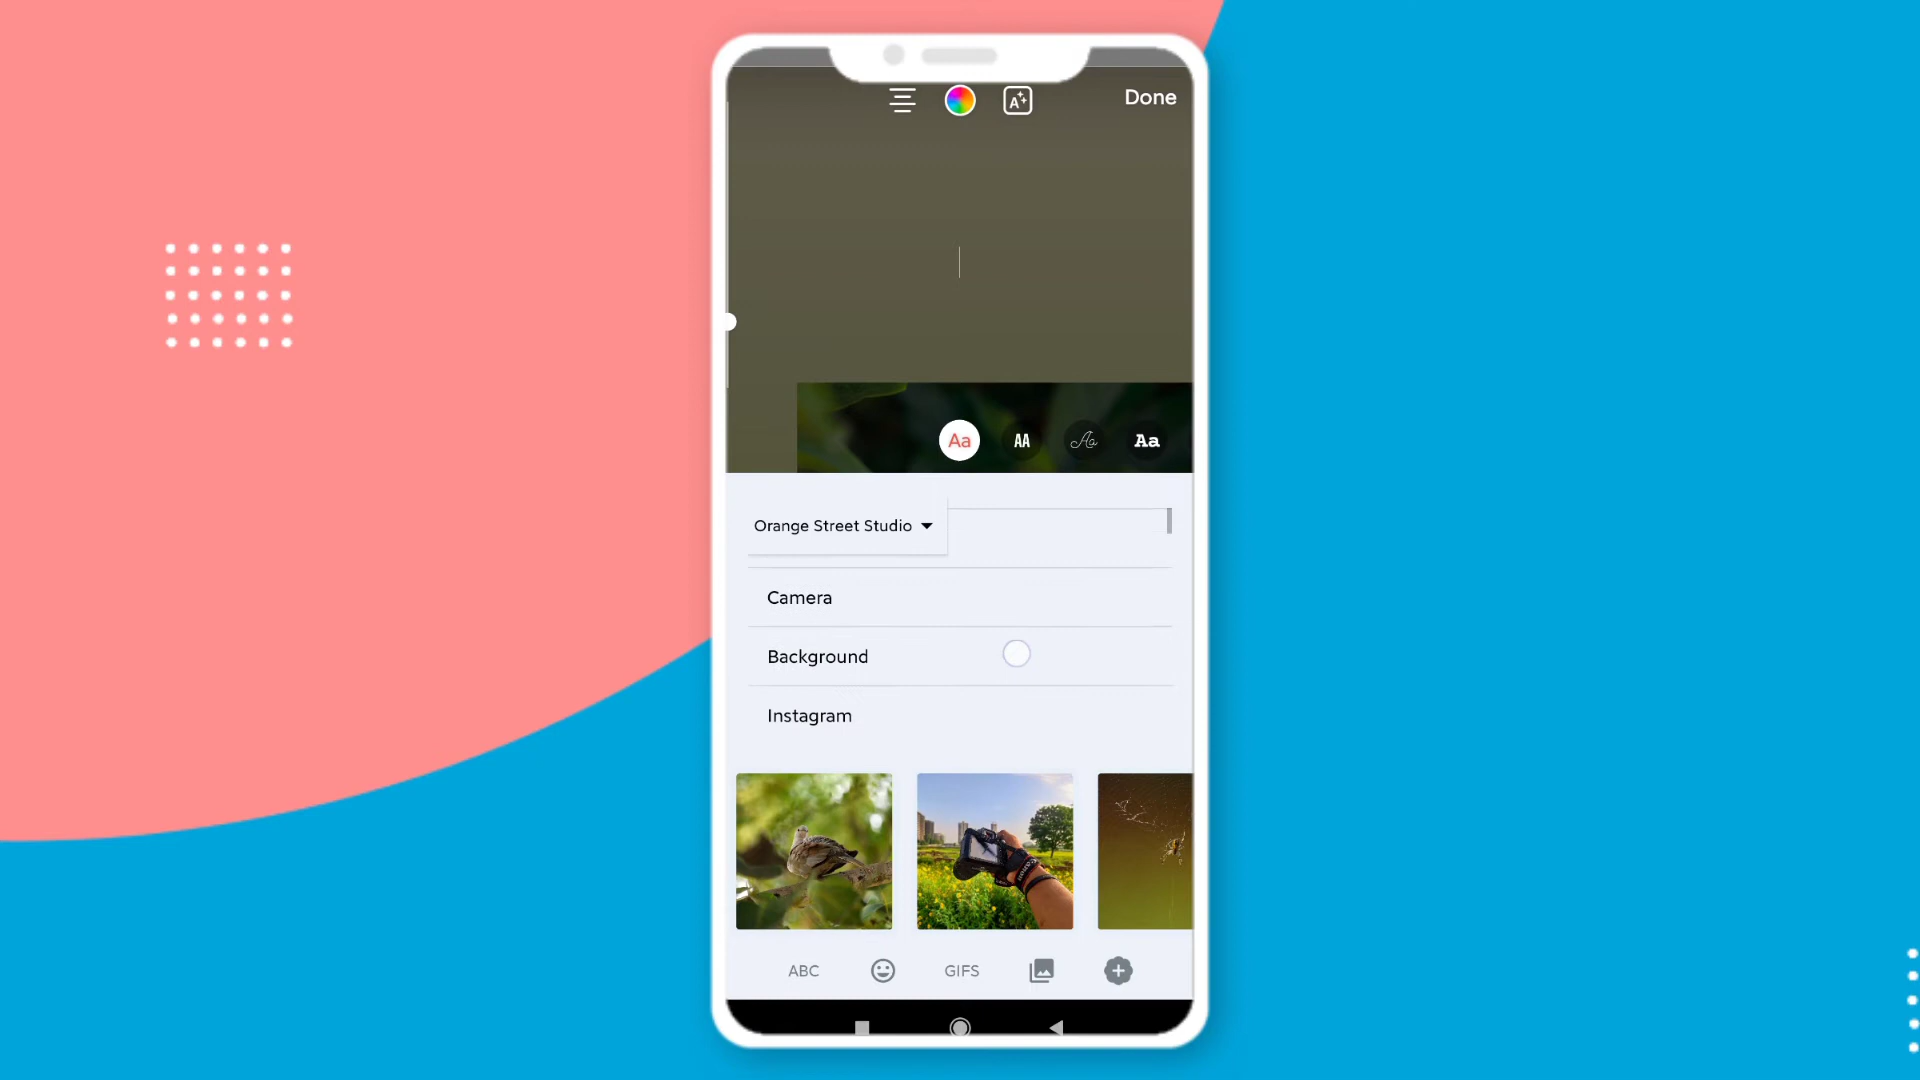 Done
A
Aa AA Aa Aa
Orange Street Studio
Camera
Background
Instagram
ABC GIFS